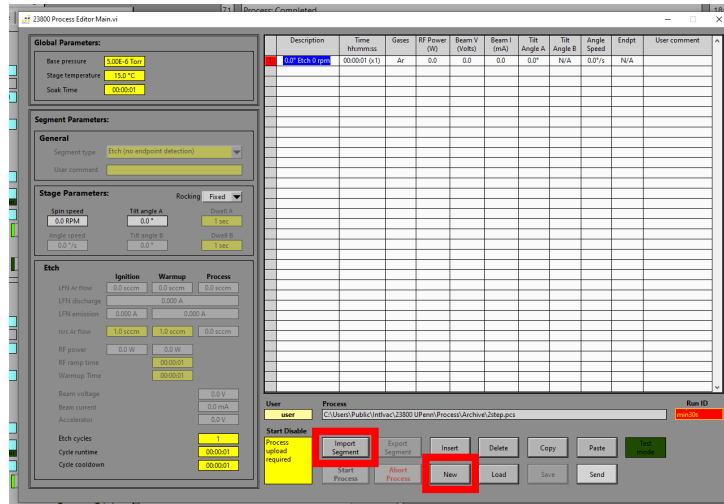 71 Process: Completed
23800 Process Editor Main.vi
Global Parameters:
Base pressure 5.00E-6 Torr
Stage temperature 15.0 °C
Soak Time 00:00:01
Segment Parameters:
General
Segment type Etch (no endpoint detection)
User comment
Stage Parameters: Rocking Fixed
Spin speed Tilt angle A Dwell A
0.0 RPM 0.0 ° 1 sec
Angle speed Tilt angle B Dwell B
0.0 °/s 0.0 ° 1 sec
Etch
Ignition Warmup Process
LFN Ar flow 0.0 sccm 0.0 sccm 0.0 sccm
LFN discharge 0.000 A
LFN emission 0.000 A 0.000 A
Ion Ar flow 1.0 sccm 1.0 sccm 0.0 sccm
RF power 0.0 W 0.0 W
RF ramp time 00:00:01
Warmup Time 00:00:01
Beam voltage 0.0 V
Beam current 0.0 mA
Accelerator 0.0 V
Etch cycles 1
Cycle runtime 00:00:01
Cycle cooldown 00:00:01
Description Time Gases RF Power Beam V Beam I Tilt Tilt Angle Endpt User comment
hh:mm:ss (W) (Volts) (mA) Angle A Angle B Speed
1 0.0° Etch 0 rpm 00:00:01 (x1) Ar 0.0 0.0 0.0 0.0° N/A 0.0°/s N/A
User Process Run ID
user C:\Users\Public\Intlvac\23800 UPenn\Process\Archive\2step.pcs min30s
Start Disable
Process
upload
required
Import Segment
Export Segment
Insert
Delete
Copy
Paste
Test mode
Start Process
Abort Process
New
Load
Save
Send